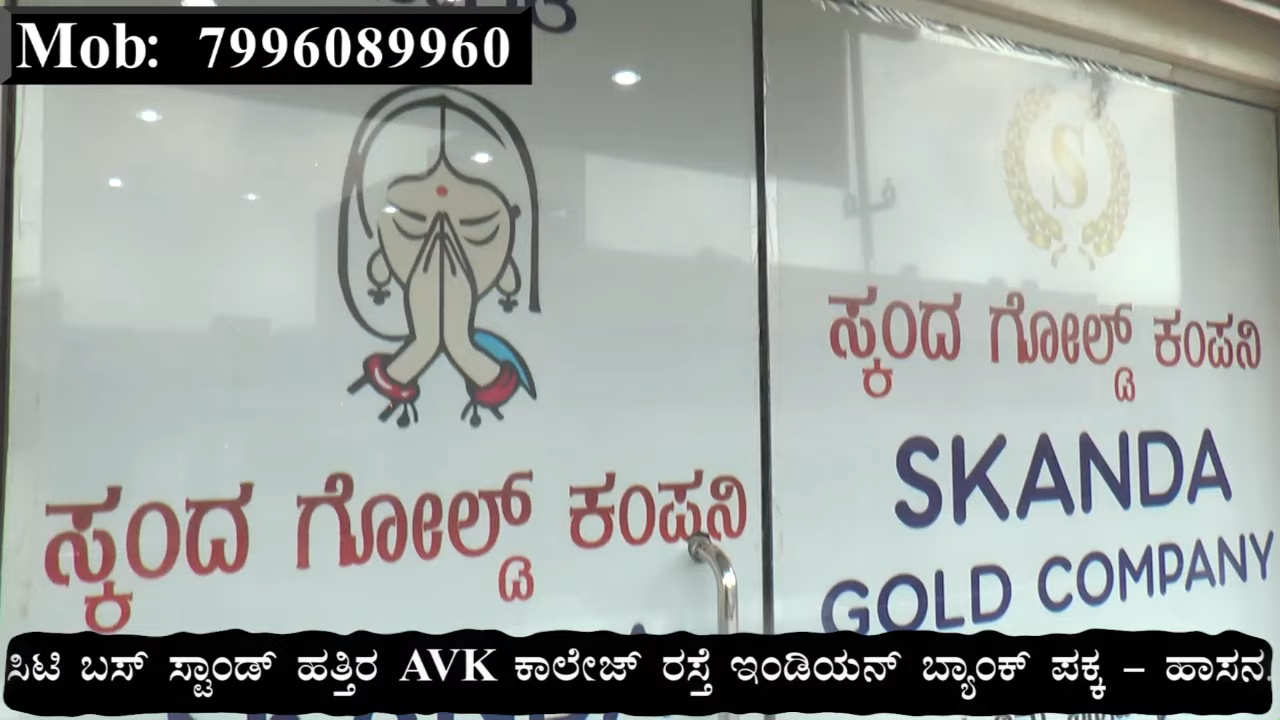 Mob: 7996089960
S
ಸ್ಕಂದ ಗೋಲ್ಡ್ ಕಂಪನಿ
SKANDA
GOLD COMPANY
ಸ್ಕಂದ ಗೋಲ್ಡ್ ಕಂಪನಿ
ಸಿಟಿ ಬಸ್ ಸ್ಟಾಂಡ್ ಹತ್ತಿರ AVK ಕಾಲೇಜ್ ರಸ್ತೆ ಇಂಡಿಯನ್ ಬ್ಯಾಂಕ್ ಪಕ್ಕ – ಹಾಸನ.